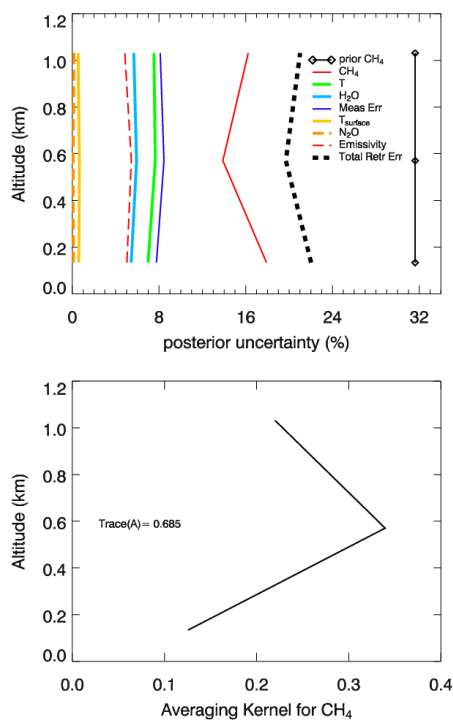 1.2
1.0
0.8
0.6
0.4
0.2
0.0
Altitude (km)
prior CH4
CH4
T
H2O
Meas Err
Tsurface
N2O
Emissivity
Total Retr Err
0 8 16 24 32
posterior uncertainty (%)
1.2
1.0
0.8
0.6
0.4
0.2
0.0
Altitude (km)
Trace(A)= 0.685
0.0 0.1 0.2 0.3 0.4
Averaging Kernel for CH4